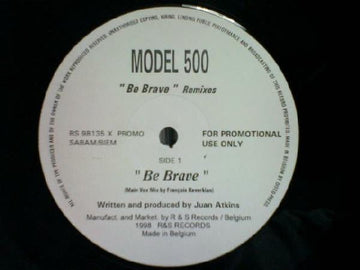 MODEL 500
"Be Brave" Remixes
RS 98135 X PROMO
SABAM/BIEM
FOR PROMOTIONAL
USE ONLY
SIDE 1
"Be Brave"
(Main Vox Mix by François Kevorkian)
Written and produced by Juan Atkins
Manufact. and Market. by R & S Records / Belgium
1998 R&S RECORDS
Made in Belgium